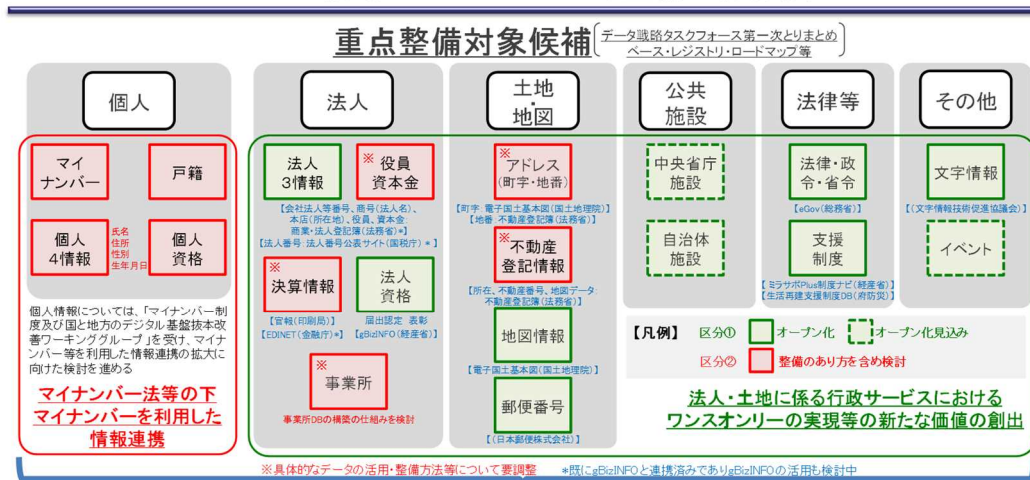 重点整備対象候補
データ戦略タスクフォース第一次とりまとめ
ベース・レジストリ・ロードマップ等
個人
マイ
ナンバー
戸籍
個人
4情報
氏名
住所
性別
生年月日
個人
資格
個人情報については、「マイナンバー制
度及び国と地方のデジタル基盤抜本改
善ワーキンググループ」を受け、マイナ
ンバー等を利用した情報連携の拡大に
向けた検討を進める
マイナンバー法等の下
マイナンバーを利用した
情報連携
法人
法人
3情報
※役員
資本金
【会社法人等番号、商号(法人名)、
本店(所在地)、役員、資本金:
商業・法人登記簿(法務省)*】
【法人番号:法人番号公表サイト(国税庁)*】
※
決算情報
【官報(印刷局)】
【EDINET(金融庁)*】
法人
資格
届出認定 表彰
【gBizINFO(経産省)】
※
事業所
事業所DBの構築の仕組みを検討
土地
・
地図
※
アドレス
(町字・地番)
【町字:電子国土基本図(国土地理院)】
【地番:不動産登記簿(法務省)】
※
不動産
登記情報
【所在、不動産番号、地図データ:
不動産登記簿(法務省)】
地図情報
【電子国土基本図(国土地理院)】
郵便番号
【(日本郵便株式会社)】
公共
施設
中央省庁
施設
自治体
施設
法律等
法律・政
令・省令
【eGov(総務省)】
支援
制度
【ミラサポPlus制度ナビ(経産省)】
【生活再建支援制度DB(府防災)】
その他
文字情報
【(文字情報技術促進協議会)】
イベント
【凡例】 区分① オープン化 オープン化見込み
区分② 整備のあり方を含め検討
法人・土地に係る行政サービスにおける
ワンスオンリーの実現等の新たな価値の創出
※具体的なデータの活用・整備方法等について要調整 *既にgBizINFOと連携済みでありgBizINFOの活用も検討中